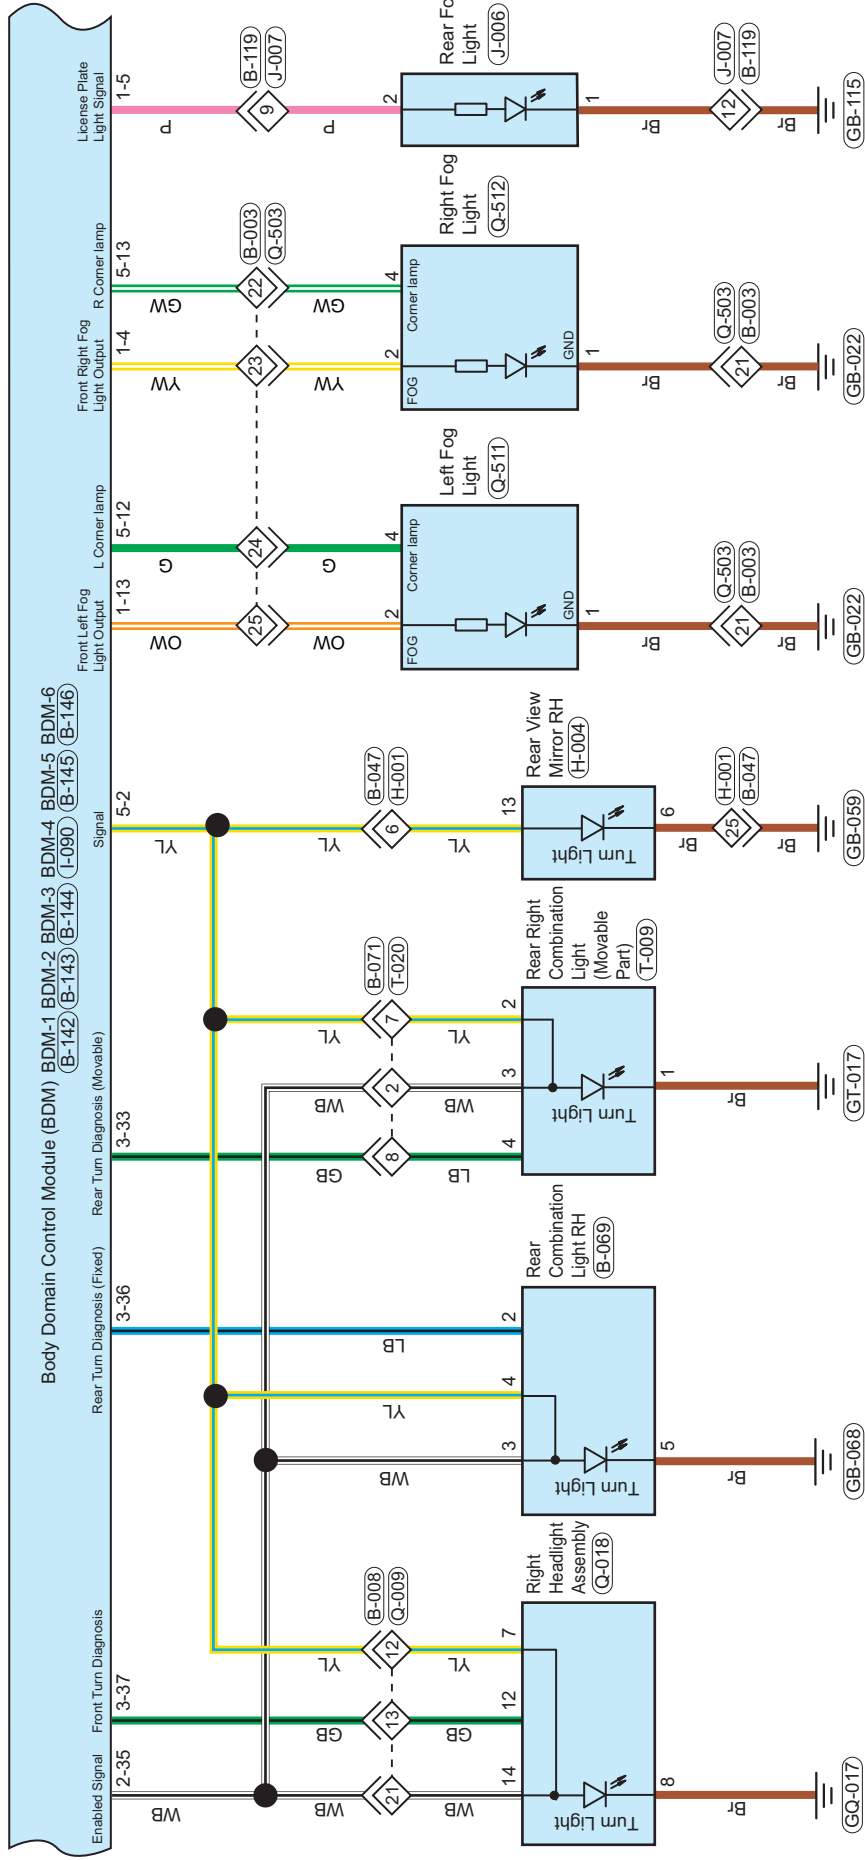 Body Domain Control Module (BDM) BDM-1 BDM-2 BDM-3 BDM-4 BDM-5 BDM-6
B-142 B-143 B-144 I-090 B-145 B-146
Enabled Signal
2-35
Front Turn Diagnosis
3-37
Rear Turn Diagnosis (Fixed)
3-36
Rear Turn Diagnosis (Movable)
3-33
Signal
5-2
Front Left Fog
Light Output
1-13
L Corner lamp
5-12
Front Right Fog
Light Output
1-4
R Corner lamp
5-13
License Plate
Light Signal
1-5
WB
YL
OW
G
YW
GW
P
B-003
Q-503
B-119
J-007
25
24
23
22
9
OW
G
YW
GW
P
WB
GB
YL
WB
YL
LB
GB
WB
YL
YL
21
13
12
B-008
Q-009
8
2
7
B-071
T-020
6
B-047
H-001
WB
GB
YL
LB
WB
YL
YL
2
4
2
4
2
FOG
Corner lamp
GND
1
Left Fog
Light
Q-511
FOG
Corner lamp
GND
1
Right Fog
Light
Q-512
Rear Fo
Light
J-006
1
14
12
7
Turn Light
8
Right
Headlight
Assembly
Q-018
3
4
2
Turn Light
5
Rear
Combination
Light RH
B-069
4
3
2
Turn Light
1
Rear Right
Combination
Light
(Movable
Part)
T-009
13
Turn Light
6
Rear View
Mirror RH
H-004
Br
Br
Br
Br
Br
Br
Br
25
H-001
B-047
21
Q-503
B-003
21
Q-503
B-003
12
J-007
B-119
Br
Br
Br
Br
GQ-017
GB-068
GT-017
GB-059
GB-022
GB-022
GB-115